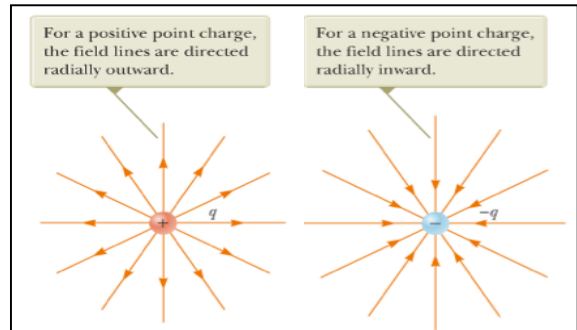 For a positive point charge,
the field lines are directed
radially outward.
For a negative point charge,
the field lines are directed
radially inward.
+
q
−
−q